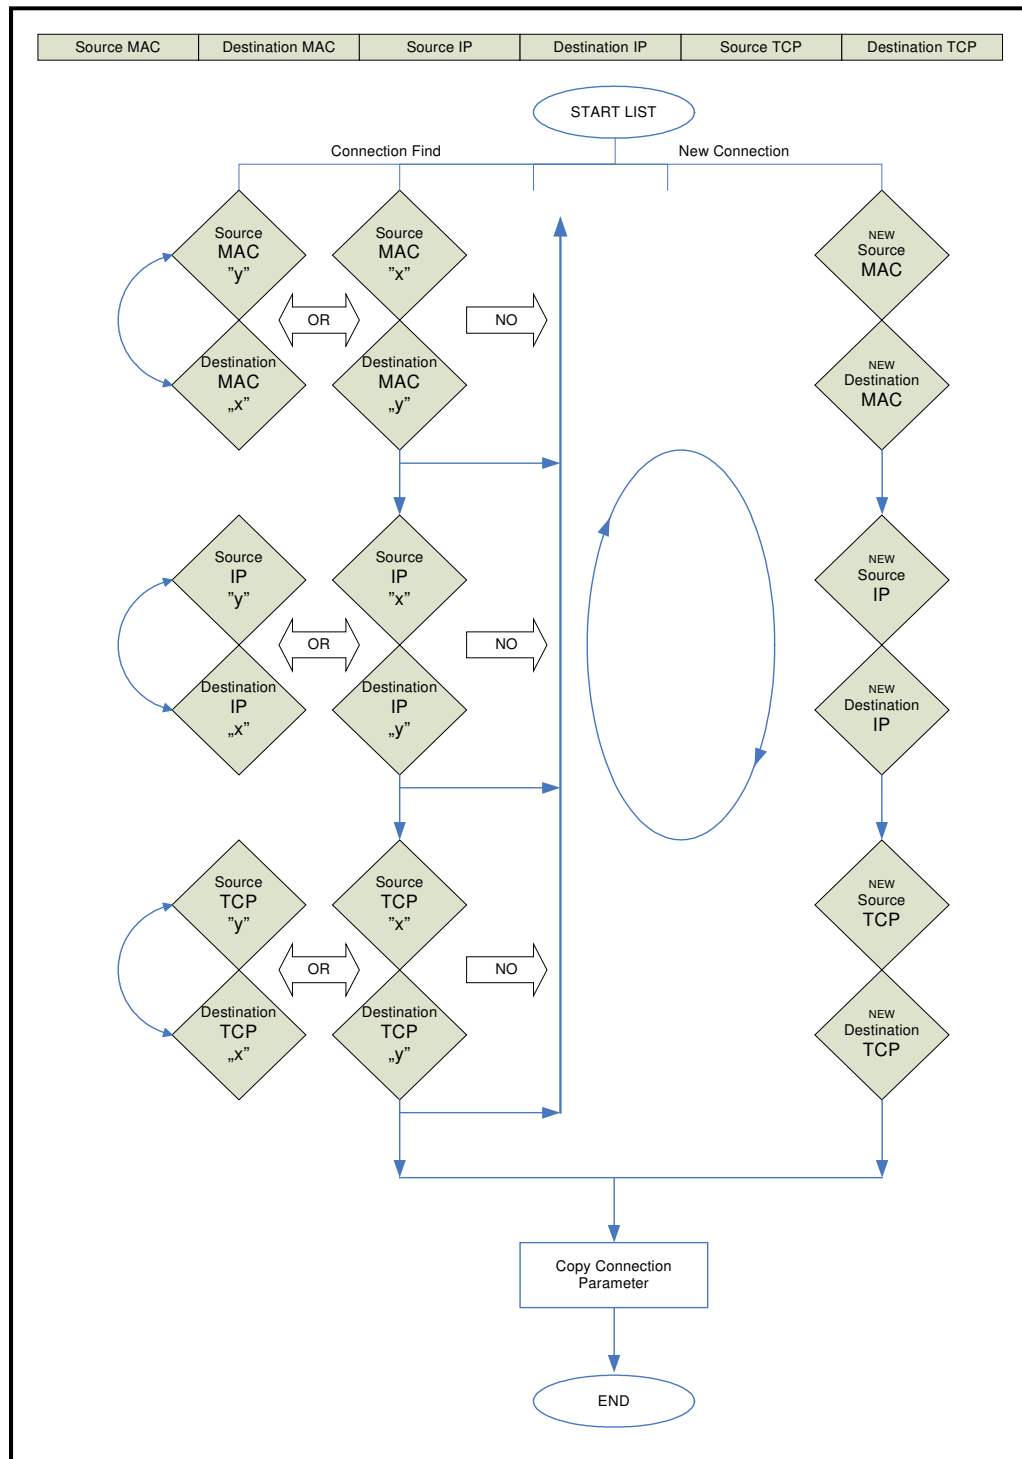 Source MAC
Destination MAC
Source IP
Destination IP
Source TCP
Destination TCP
START LIST
Connection Find
New Connection
Source
MAC
”y”
Source
MAC
”x”
NEW
Source
MAC
OR
NO
Destination
MAC
„x”
Destination
MAC
„y”
NEW
Destination
MAC
Source
IP
”y”
Source
IP
”x”
NEW
Source
IP
OR
NO
Destination
IP
„x”
Destination
IP
„y”
NEW
Destination
IP
Source
TCP
”y”
Source
TCP
”x”
NEW
Source
TCP
OR
NO
Destination
TCP
„x”
Destination
TCP
„y”
NEW
Destination
TCP
Copy Connection
Parameter
END